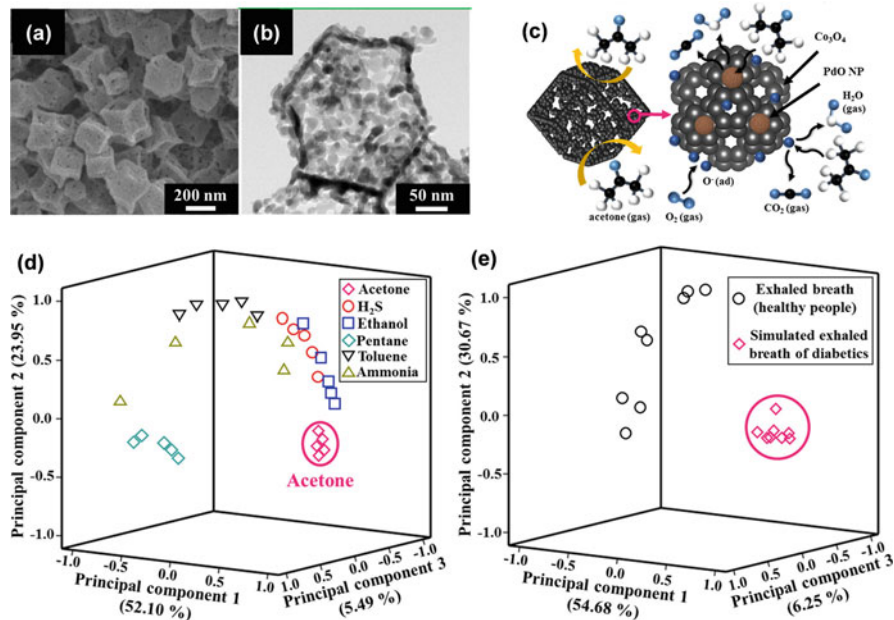 (a)
200 nm
(b)
50 nm
(c)
Co₃O₄
PdO NP
H₂O
(gas)
acetone (gas)
O₂ (gas)
O⁻ (ad)
CO₂ (gas)
(d)
Principal component 2 (23.95 %)
1.0
0.5
0.0
-0.5
-1.0
-1.0
-0.5
0.0
0.5
1.0
Principal component 1
(52.10 %)
1.0
0.5
0.0
-0.5
-1.0
Principal component 3
(5.49 %)
Acetone
H₂S
Ethanol
Pentane
Toluene
Ammonia
Acetone
(e)
Principal component 2 (30.67 %)
1.0
0.5
0.0
-0.5
-1.0
-1.0
-0.5
0.0
0.5
1.0
Principal component 1
(54.68 %)
1.0
0.5
0.0
-0.5
-1.0
Principal component 3
(6.25 %)
Exhaled breath
(healthy people)
Simulated exhaled
breath of diabetics